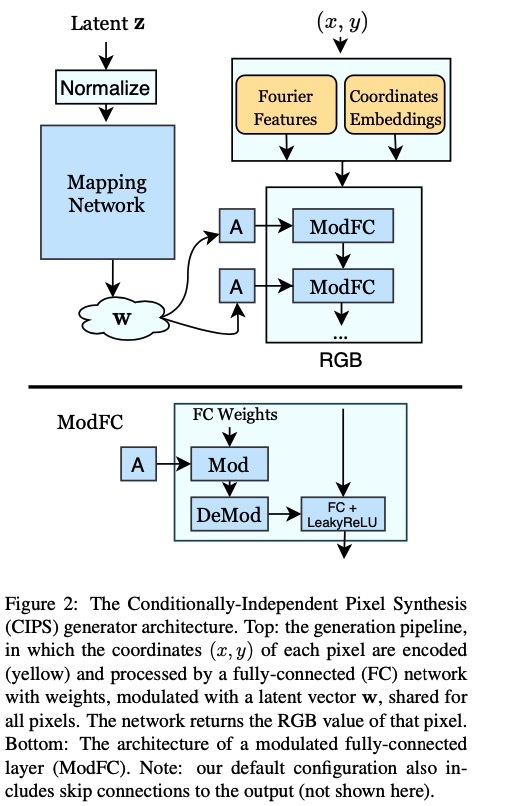 Latent z
(x, y)
Normalize
Fourier
Features
Coordinates
Embeddings
Mapping
Network
A
ModFC
A
ModFC
w
...
RGB
ModFC
FC Weights
A
Mod
DeMod
FC +
LeakyReLU
Figure 2: The Conditionally-Independent Pixel Synthesis
(CIPS) generator architecture. Top: the generation pipeline,
in which the coordinates (x, y) of each pixel are encoded
(yellow) and processed by a fully-connected (FC) network
with weights, modulated with a latent vector w, shared for
all pixels. The network returns the RGB value of that pixel.
Bottom: The architecture of a modulated fully-connected
layer (ModFC). Note: our default configuration also in-
cludes skip connections to the output (not shown here).